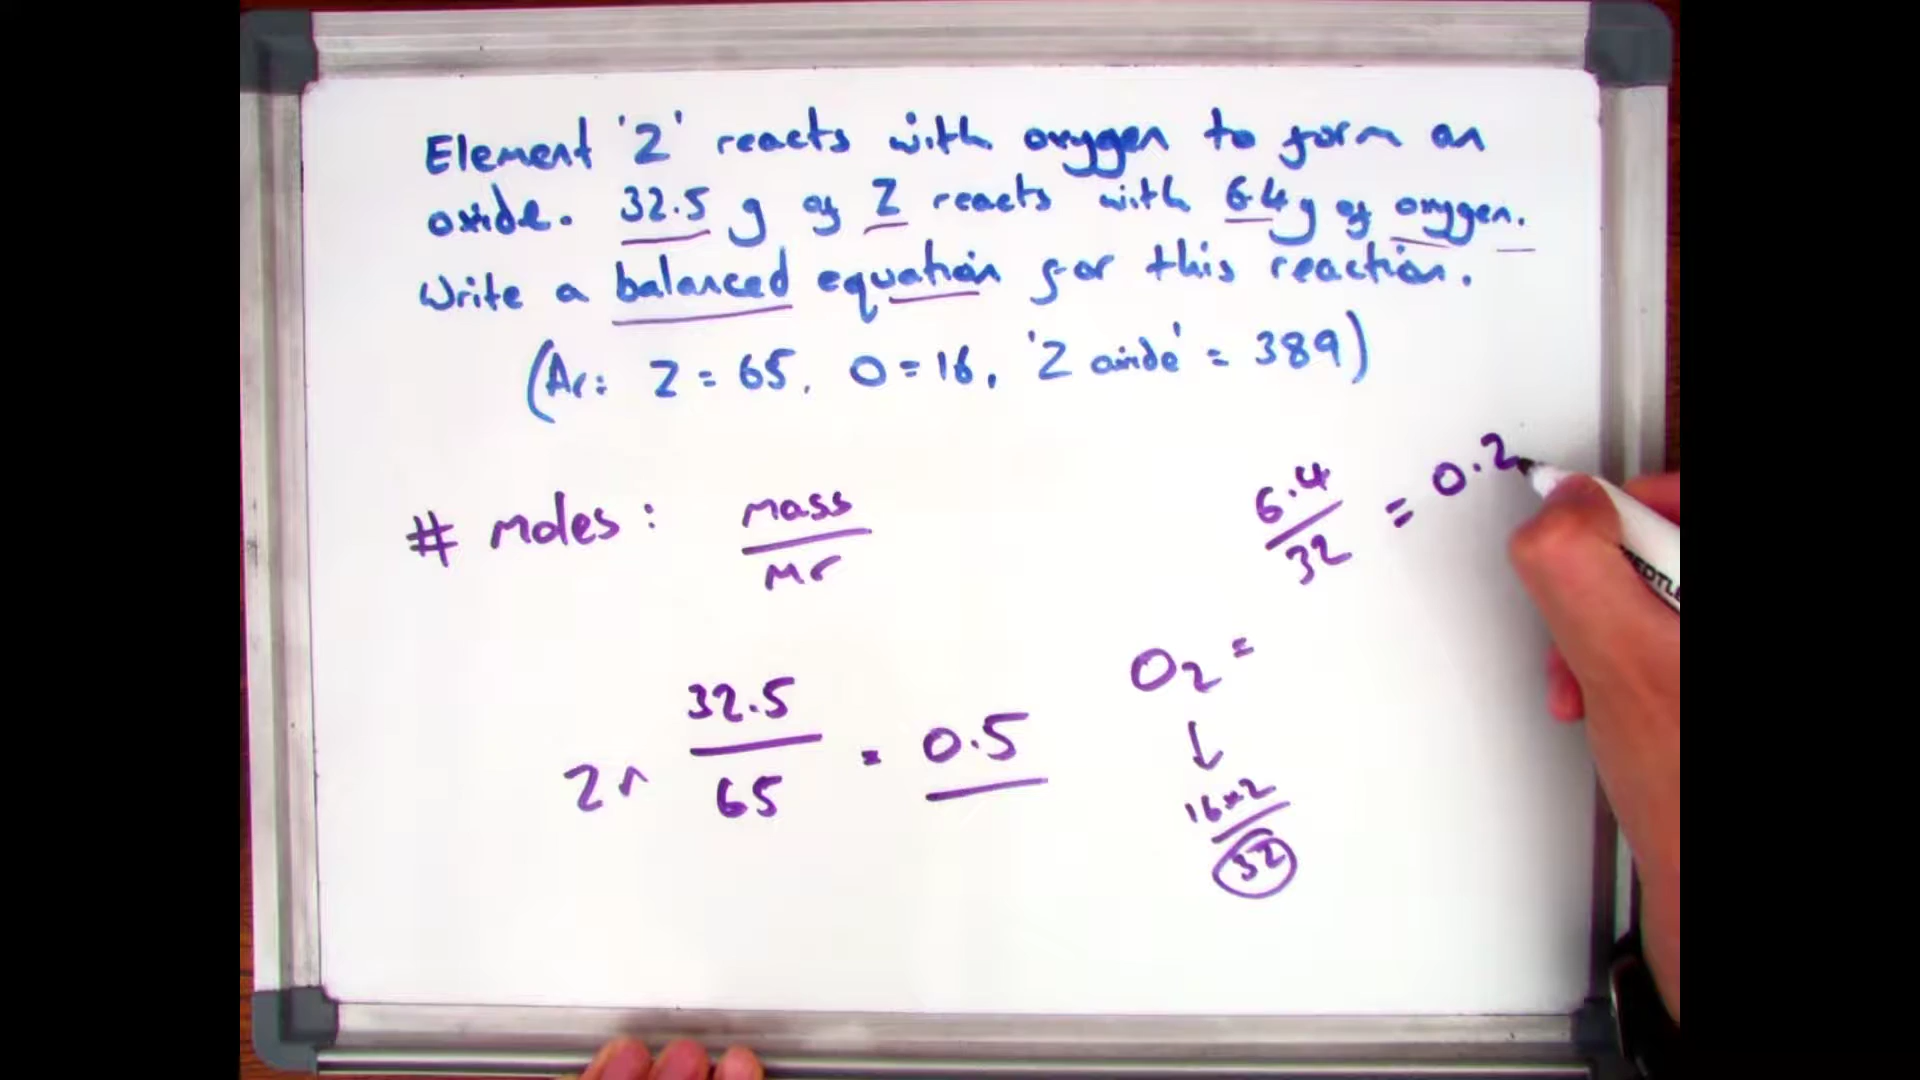 Element 'Z' reacts with oxygen to form an
oxide. 32.5 g of Z reacts with 6.4g of oxygen.
Write a balanced equation for this reaction.
(Ar: Z = 65, O = 16, 'Z oxide' = 389)
# moles: mass
Mr
6.4
32
= 0.2
32.5
65
= 0.5
O2 =
↓
16×2
32